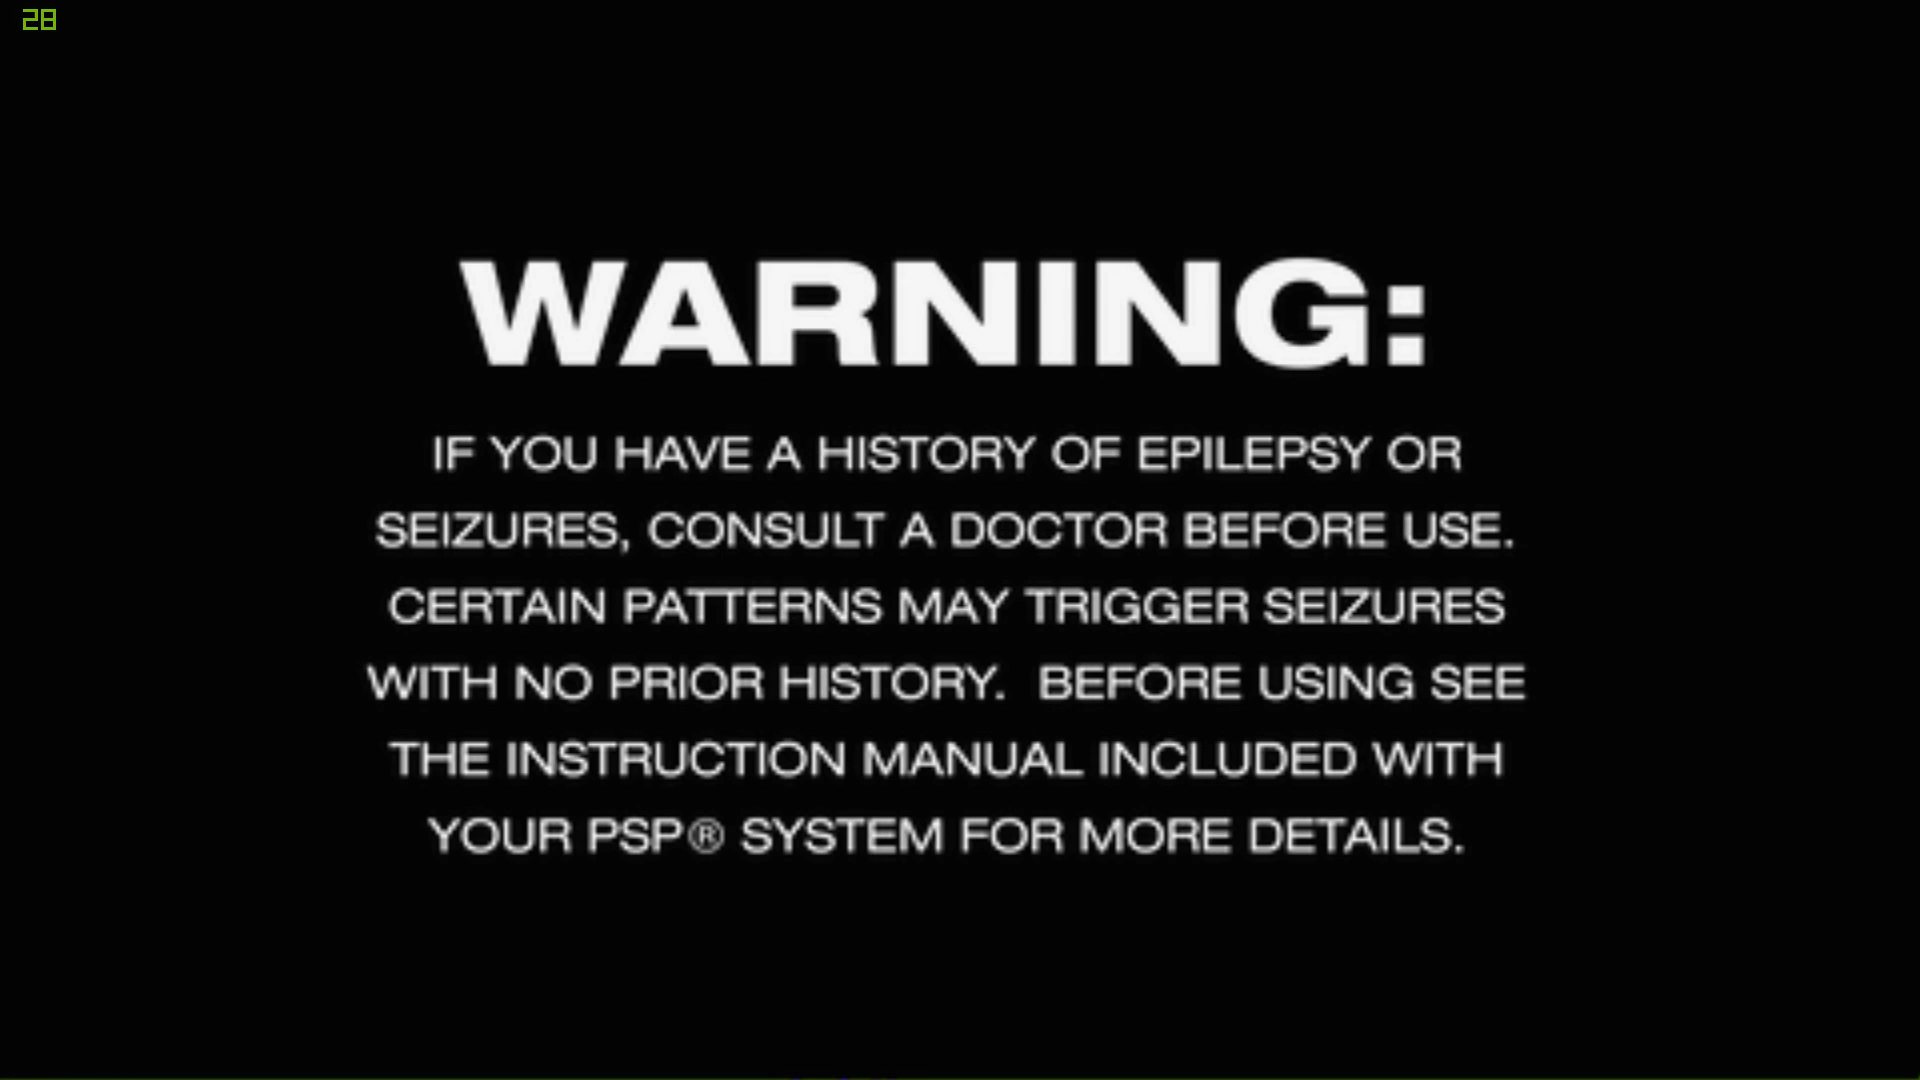 28
WARNING:
IF YOU HAVE A HISTORY OF EPILEPSY OR
SEIZURES, CONSULT A DOCTOR BEFORE USE.
CERTAIN PATTERNS MAY TRIGGER SEIZURES
WITH NO PRIOR HISTORY.  BEFORE USING SEE
THE INSTRUCTION MANUAL INCLUDED WITH
YOUR PSP® SYSTEM FOR MORE DETAILS.